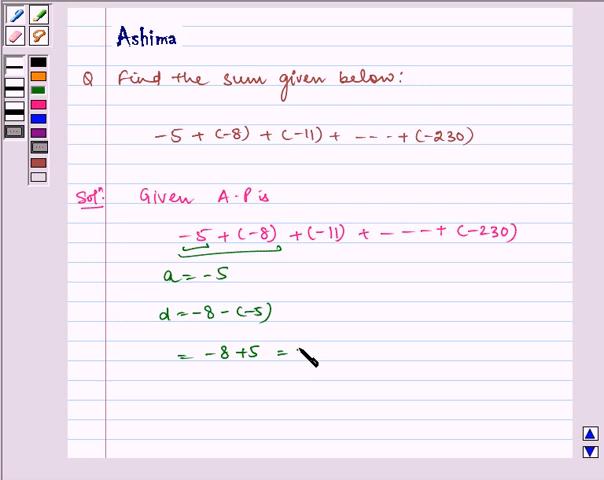 Ashima
Q Find the sum given below:
-5 + (-8) + (-11) + ---- + (-230)
Solⁿ: Given A.P is
-5 + (-8) + (-11) + ---- + (-230)
a = -5
d = -8 - (-5)
= -8 + 5 =